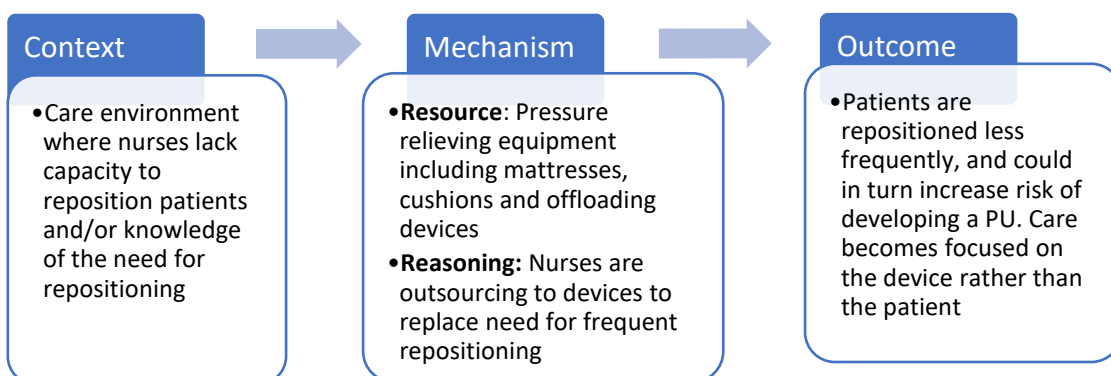 Context
•Care environment
where nurses lack
capacity to
reposition patients
and/or knowledge
of the need for
repositioning
Mechanism
•Resource: Pressure
relieving equipment
including mattresses,
cushions and offloading
devices
•Reasoning: Nurses are
outsourcing to devices to
replace need for frequent
repositioning
Outcome
•Patients are
repositioned less
frequently, and could
in turn increase risk of
developing a PU. Care
becomes focused on
the device rather than
the patient